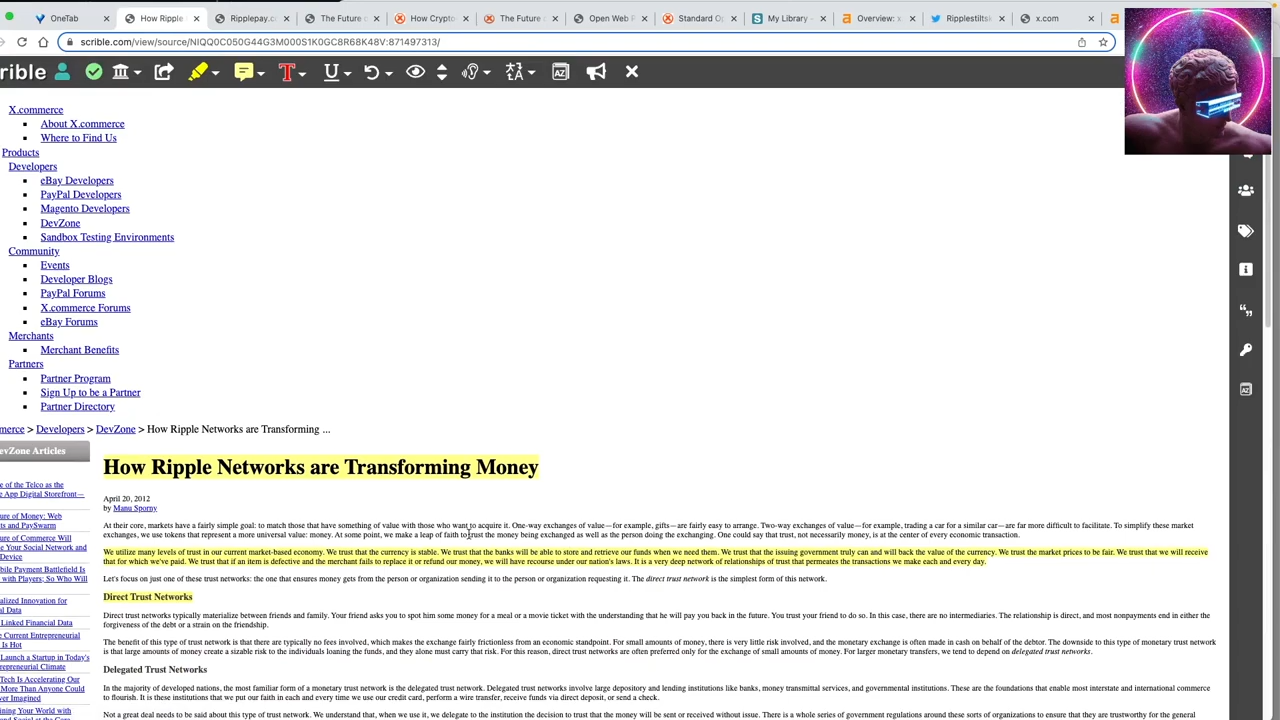 OneTab
How Ripple
Ripplepay.c
The Future o
How Crypto
The Future o
Open Web P
Standard Op
My Library –
Overview: x
Ripplestiltsk
x.com
scrible.com/view/source/NIQQ0C050G44G3M000S1K0GC8R68K48V:871497313/
rible
X.commerce
About X.commerce
Where to Find Us
Products
Developers
eBay Developers
PayPal Developers
Magento Developers
DevZone
Sandbox Testing Environments
Community
Events
Developer Blogs
PayPal Forums
X.commerce Forums
eBay Forums
Merchants
Merchant Benefits
Partners
Partner Program
Sign Up to be a Partner
Partner Directory
merce > Developers > DevZone > How Ripple Networks are Transforming ...
evZone Articles
e of the Telco as the
e App Digital Storefront—
ure of Money: Web
ts and PaySwarm
ure of Commerce Will
e Your Social Network and
Device
obile Payment Battlefield is
t with Players; So Who Will
alized Innovation for
al Data
Linked Financial Data
e Current Entrepreneurial
Is Hot
Launch a Startup in Today's
repreneurial Climate
Tech Is Accelerating Our
More Than Anyone Could
ver Imagined
ining Your World with
How Ripple Networks are Transforming Money
April 20, 2012
by Manu Sporny
At their core, markets have a fairly simple goal: to match those that have something of value with those who want to acquire it. One-way exchanges of value—for example, gifts—are fairly easy to arrange. Two-way exchanges of value—for example, trading a car for a similar car—are far more difficult to facilitate. To simplify these market
exchanges, we use tokens that represent a more universal value: money. At some point, we make a leap of faith to trust the money being exchanged as well as the person doing the exchanging. One could say that trust, not necessarily money, is at the center of every economic transaction.
We utilize many levels of trust in our current market-based economy. We trust that the currency is stable. We trust that the banks will be able to store and retrieve our funds when we need them. We trust that the issuing government truly can and will back the value of the currency. We trust the market prices to be fair. We trust that we will receive
that for which we've paid. We trust that if an item is defective and the merchant fails to replace it or refund our money, we will have recourse under our nation's laws. It is a very deep network of relationships of trust that permeates the transactions we make each and every day.
Let's focus on just one of these trust networks: the one that ensures money gets from the person or organization sending it to the person or organization requesting it. The direct trust network is the simplest form of this network.
Direct Trust Networks
Direct trust networks typically materialize between friends and family. Your friend asks you to spot him some money for a meal or a movie ticket with the understanding that he will pay you back in the future. You trust your friend to do so. In this case, there are no intermediaries. The relationship is direct, and most nonpayments end in either the
forgiveness of the debt or a strain on the friendship.
The benefit of this type of trust network is that there are typically no fees involved, which makes the exchange fairly frictionless from an economic standpoint. For small amounts of money, there is very little risk involved, and the monetary exchange is often made in cash on behalf of the debtor. The downside to this type of monetary trust network
is that large amounts of money create a sizable risk to the individuals loaning the funds, and they alone must carry that risk. For this reason, direct trust networks are often preferred only for the exchange of small amounts of money. For larger monetary transfers, we tend to depend on delegated trust networks.
Delegated Trust Networks
In the majority of developed nations, the most familiar form of a monetary trust network is the delegated trust network. Delegated trust networks involve large depository and lending institutions like banks, money transmittal services, and governmental institutions. These are the foundations that enable most interstate and international commerce
to flourish. It is these institutions that we put our faith in each and every time we use our credit card, perform a wire transfer, receive funds via direct deposit, or send a check.
Not a great deal needs to be said about this type of trust network. We understand that, when we use it, we delegate to the institution the decision to trust that the money will be sent or received without issue. There is a whole series of government regulations around these sorts of organizations to ensure that they are trustworthy for the general